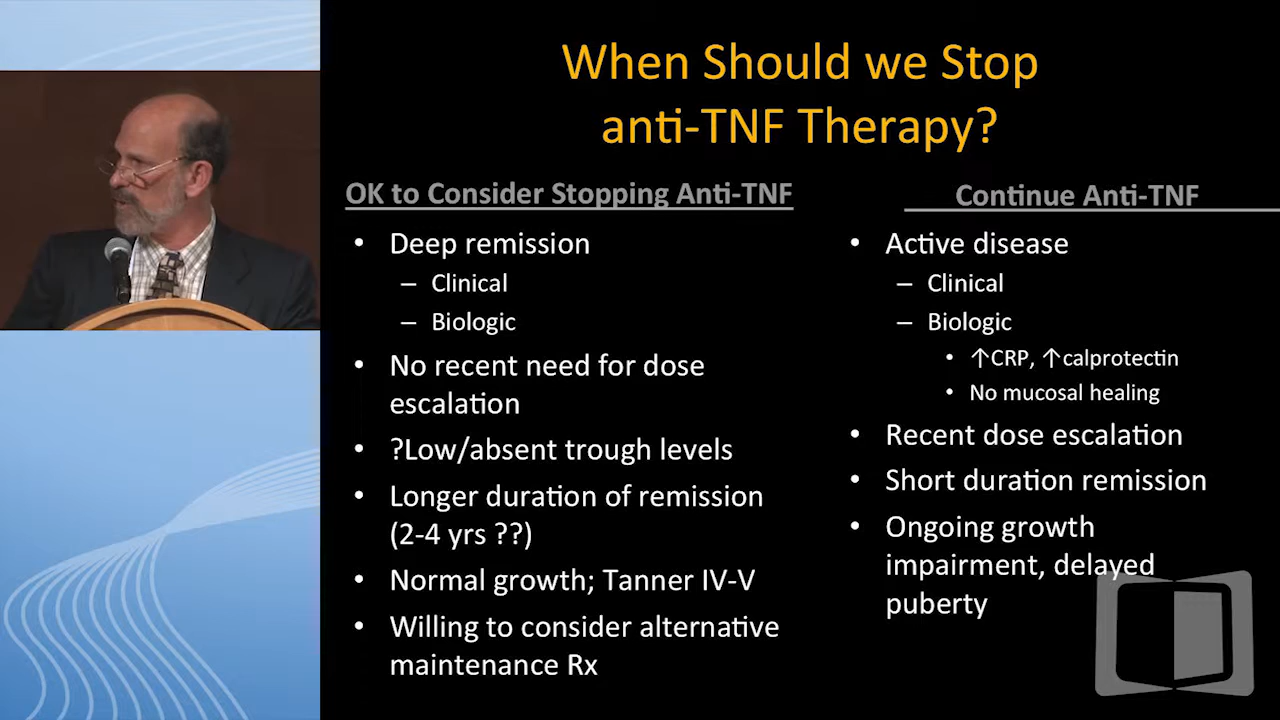 When Should we Stop
anti-TNF Therapy?
OK to Consider Stopping Anti-TNF
• Deep remission
– Clinical
– Biologic
• No recent need for dose
escalation
• ?Low/absent trough levels
• Longer duration of remission
(2-4 yrs ??)
• Normal growth; Tanner IV-V
• Willing to consider alternative
maintenance Rx
Continue Anti-TNF
• Active disease
– Clinical
– Biologic
• ↑CRP, ↑calprotectin
• No mucosal healing
• Recent dose escalation
• Short duration remission
• Ongoing growth
impairment, delayed
puberty